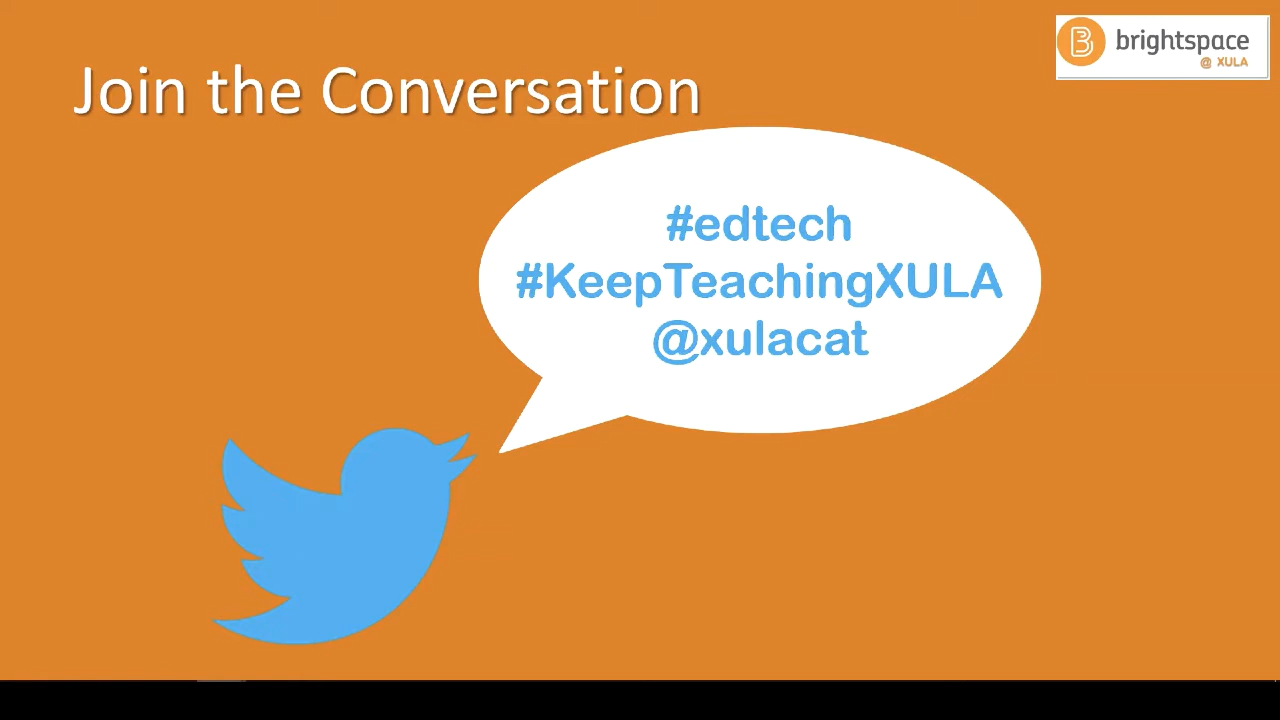 Join the Conversation
brightspace
@ XULA
#edtech
#KeepTeachingXULA
@xulacat